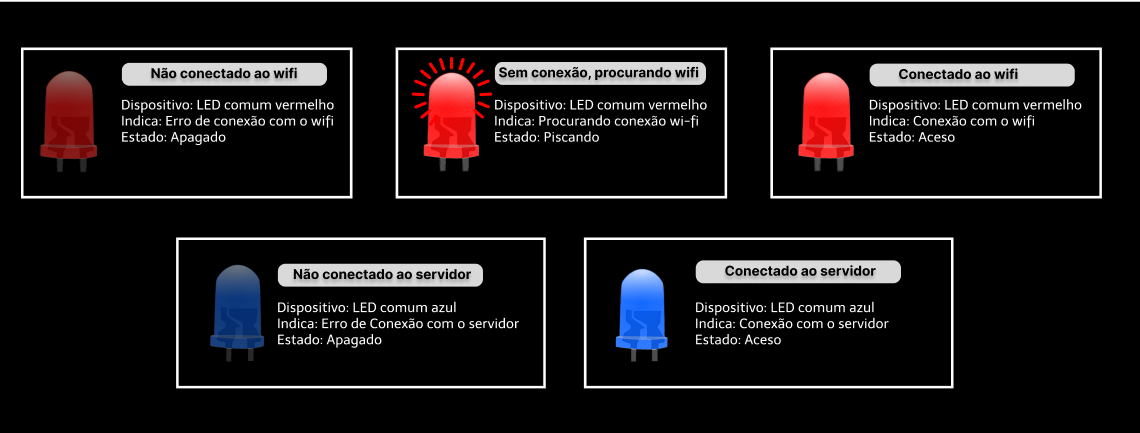 Não conectado ao wifi
Dispositivo: LED comum vermelho
Indica: Erro de conexão com o wifi
Estado: Apagado
Sem conexão, procurando wifi
Dispositivo: LED comum vermelho
Indica: Procurando conexão wi-fi
Estado: Piscando
Conectado ao wifi
Dispositivo: LED comum vermelho
Indica: Conexão com o wifi
Estado: Aceso
Não conectado ao servidor
Dispositivo: LED comum azul
Indica: Erro de Conexão com o servidor
Estado: Apagado
Conectado ao servidor
Dispositivo: LED comum azul
Indica: Conexão com o servidor
Estado: Aceso